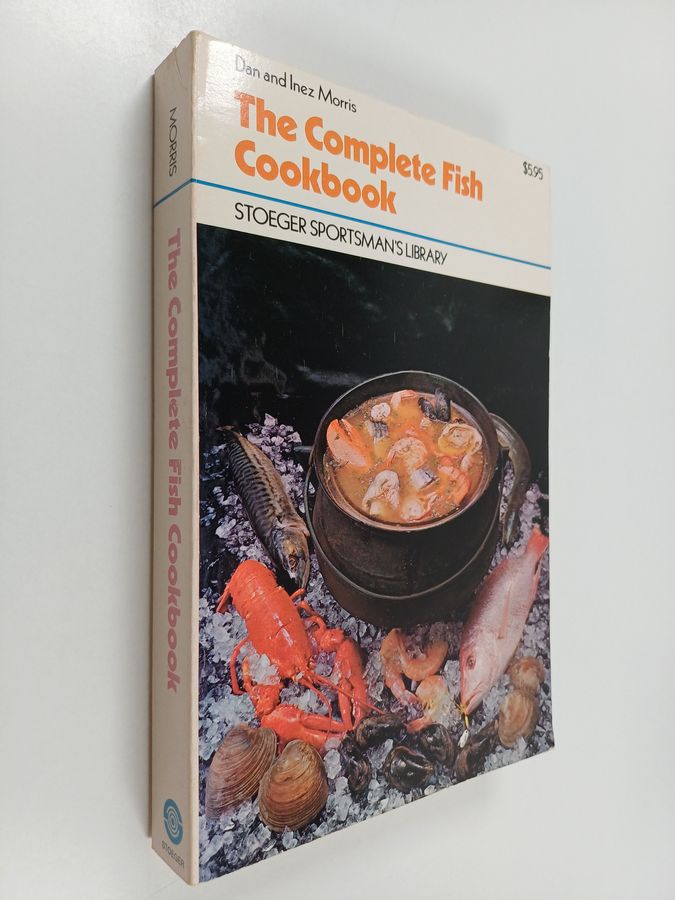 Dan and Inez Morris
The Complete Fish
Cookbook
$5.95
STOEGER SPORTSMAN'S LIBRARY
MORRIS
The Complete Fish Cookbook
STOEGER